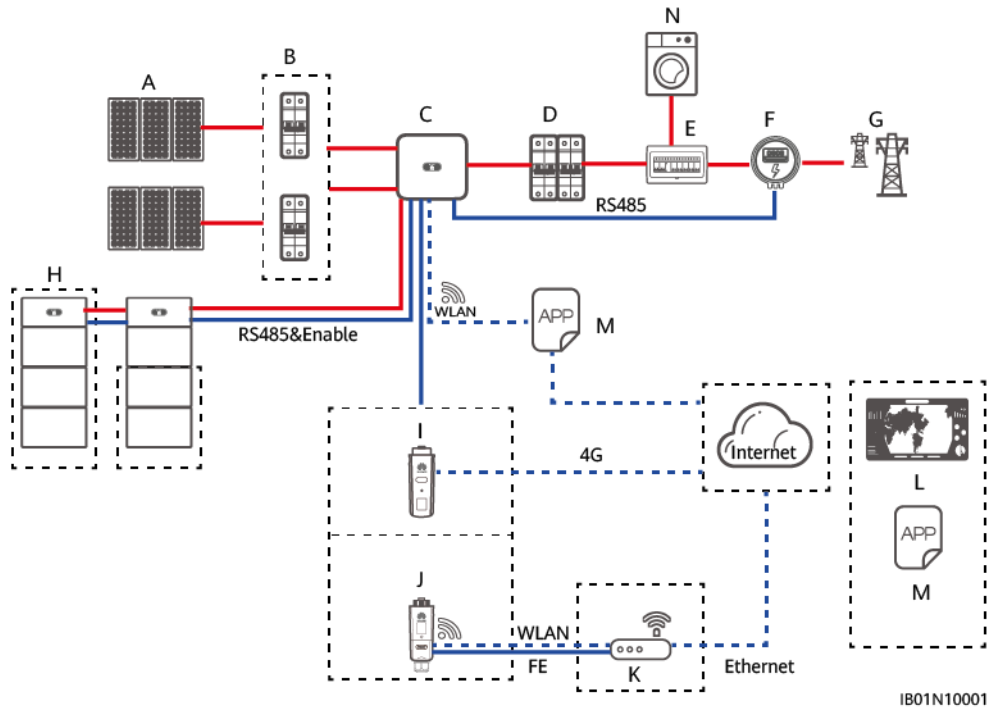 N
B
A
C
D
E
F
G
RS485
H
WLAN
APP
M
RS485&Enable
I
4G
Internet
L
APP
M
J
WLAN
FE
K
Ethernet
IB01N10001